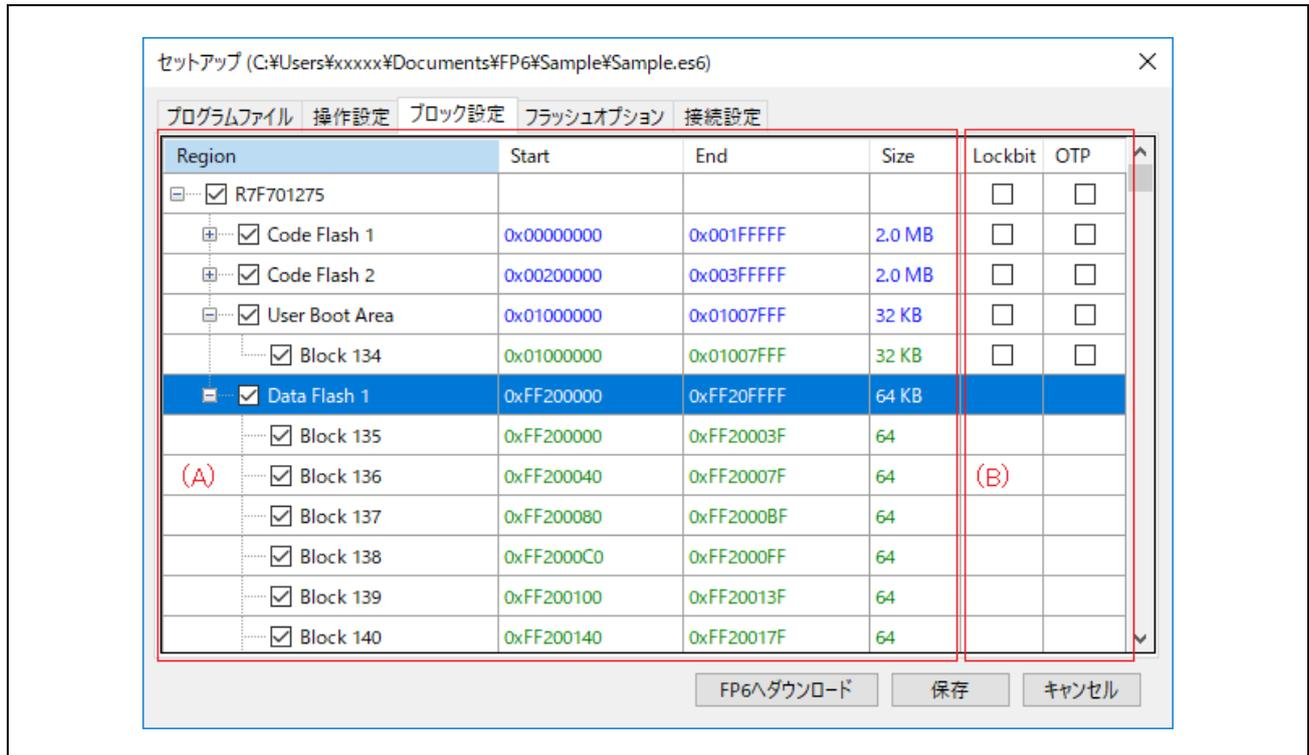 セットアップ (C:¥Users¥xxxxx¥Documents¥FP6¥Sample¥Sample.es6)
プログラムファイル 操作設定 ブロック設定 フラッシュオプション 接続設定
Region Start End Size Lockbit OTP
R7F701275
Code Flash 1 0x00000000 0x001FFFFF 2.0 MB
Code Flash 2 0x00200000 0x003FFFFF 2.0 MB
User Boot Area 0x01000000 0x01007FFF 32 KB
Block 134 0x01000000 0x01007FFF 32 KB
Data Flash 1 0xFF200000 0xFF20FFFF 64 KB
Block 135 0xFF200000 0xFF20003F 64
(A) Block 136 0xFF200040 0xFF20007F 64 (B)
Block 137 0xFF200080 0xFF2000BF 64
Block 138 0xFF2000C0 0xFF2000FF 64
Block 139 0xFF200100 0xFF20013F 64
Block 140 0xFF200140 0xFF20017F 64
FP6へダウンロード 保存 キャンセル